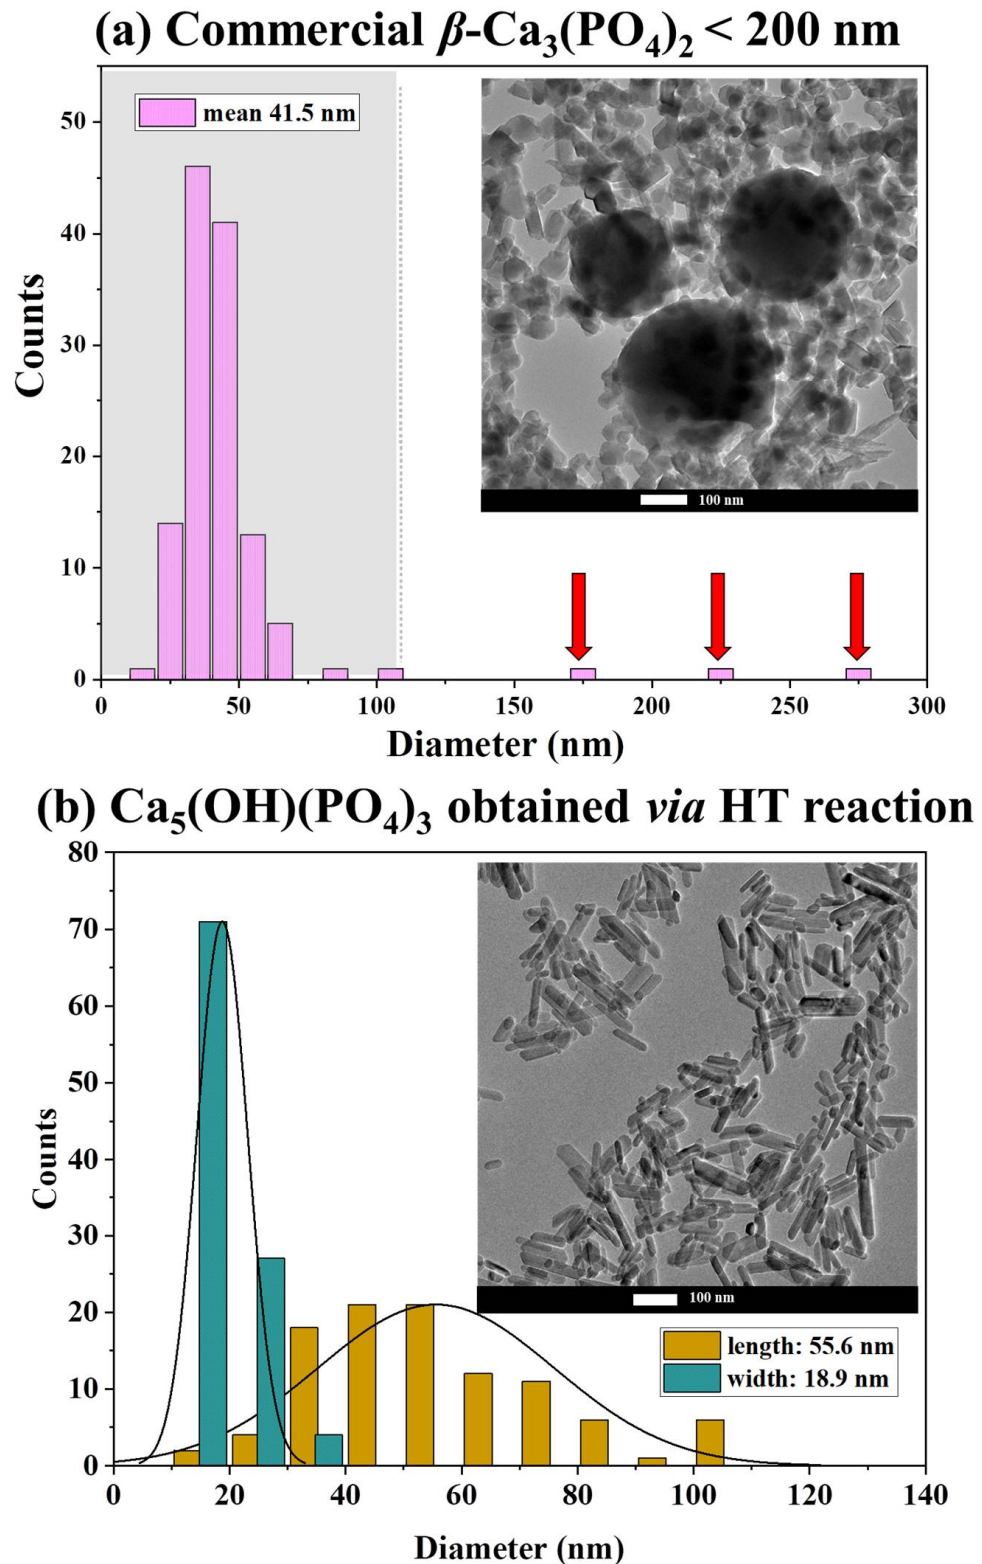 (a) Commercial β-Ca₃(PO₄)₂ < 200 nm
mean 41.5 nm
50
40
30
20
10
0
Counts
100 nm
0 50 100 150 200 250 300
Diameter (nm)
(b) Ca₅(OH)(PO₄)₃ obtained via HT reaction
80
70
60
50
40
30
20
10
0
Counts
100 nm
length: 55.6 nm
width: 18.9 nm
0 20 40 60 80 100 120 140
Diameter (nm)